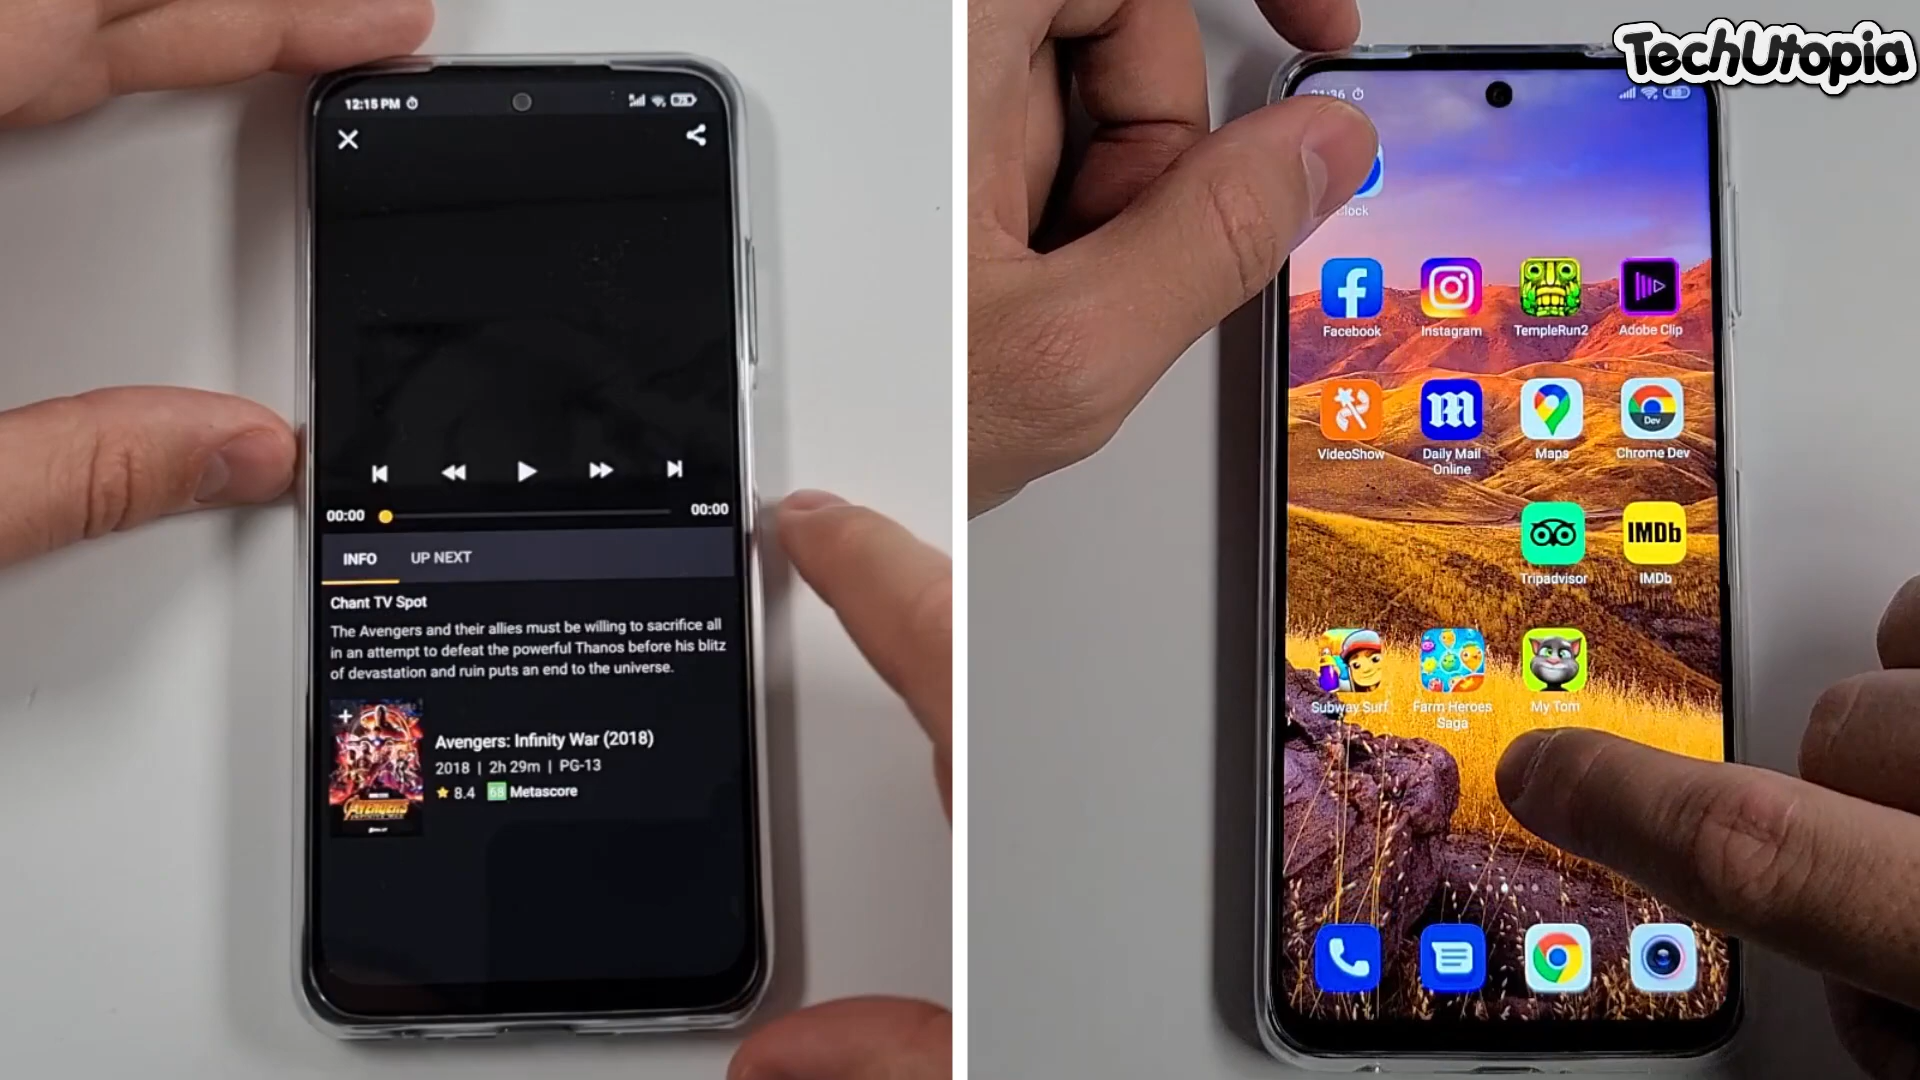 TechUtopia
12:15 PM
00:00
00:00
INFO
UP NEXT
Chant TV Spot
The Avengers and their allies must be willing to sacrifice all
in an attempt to defeat the powerful Thanos before his blitz
of devastation and ruin puts an end to the universe.
Avengers: Infinity War (2018)
2018 | 2h 29m | PG-13
8.4
68 Metascore
AVENGERS
Facebook
Instagram
TempleRun2
Adobe Clip
VideoShow
Daily Mail
Online
Maps
Dev
Chrome Dev
Tripadvisor
IMDb
IMDb
Subway Surf
Farm Heroes
Saga
My Tom